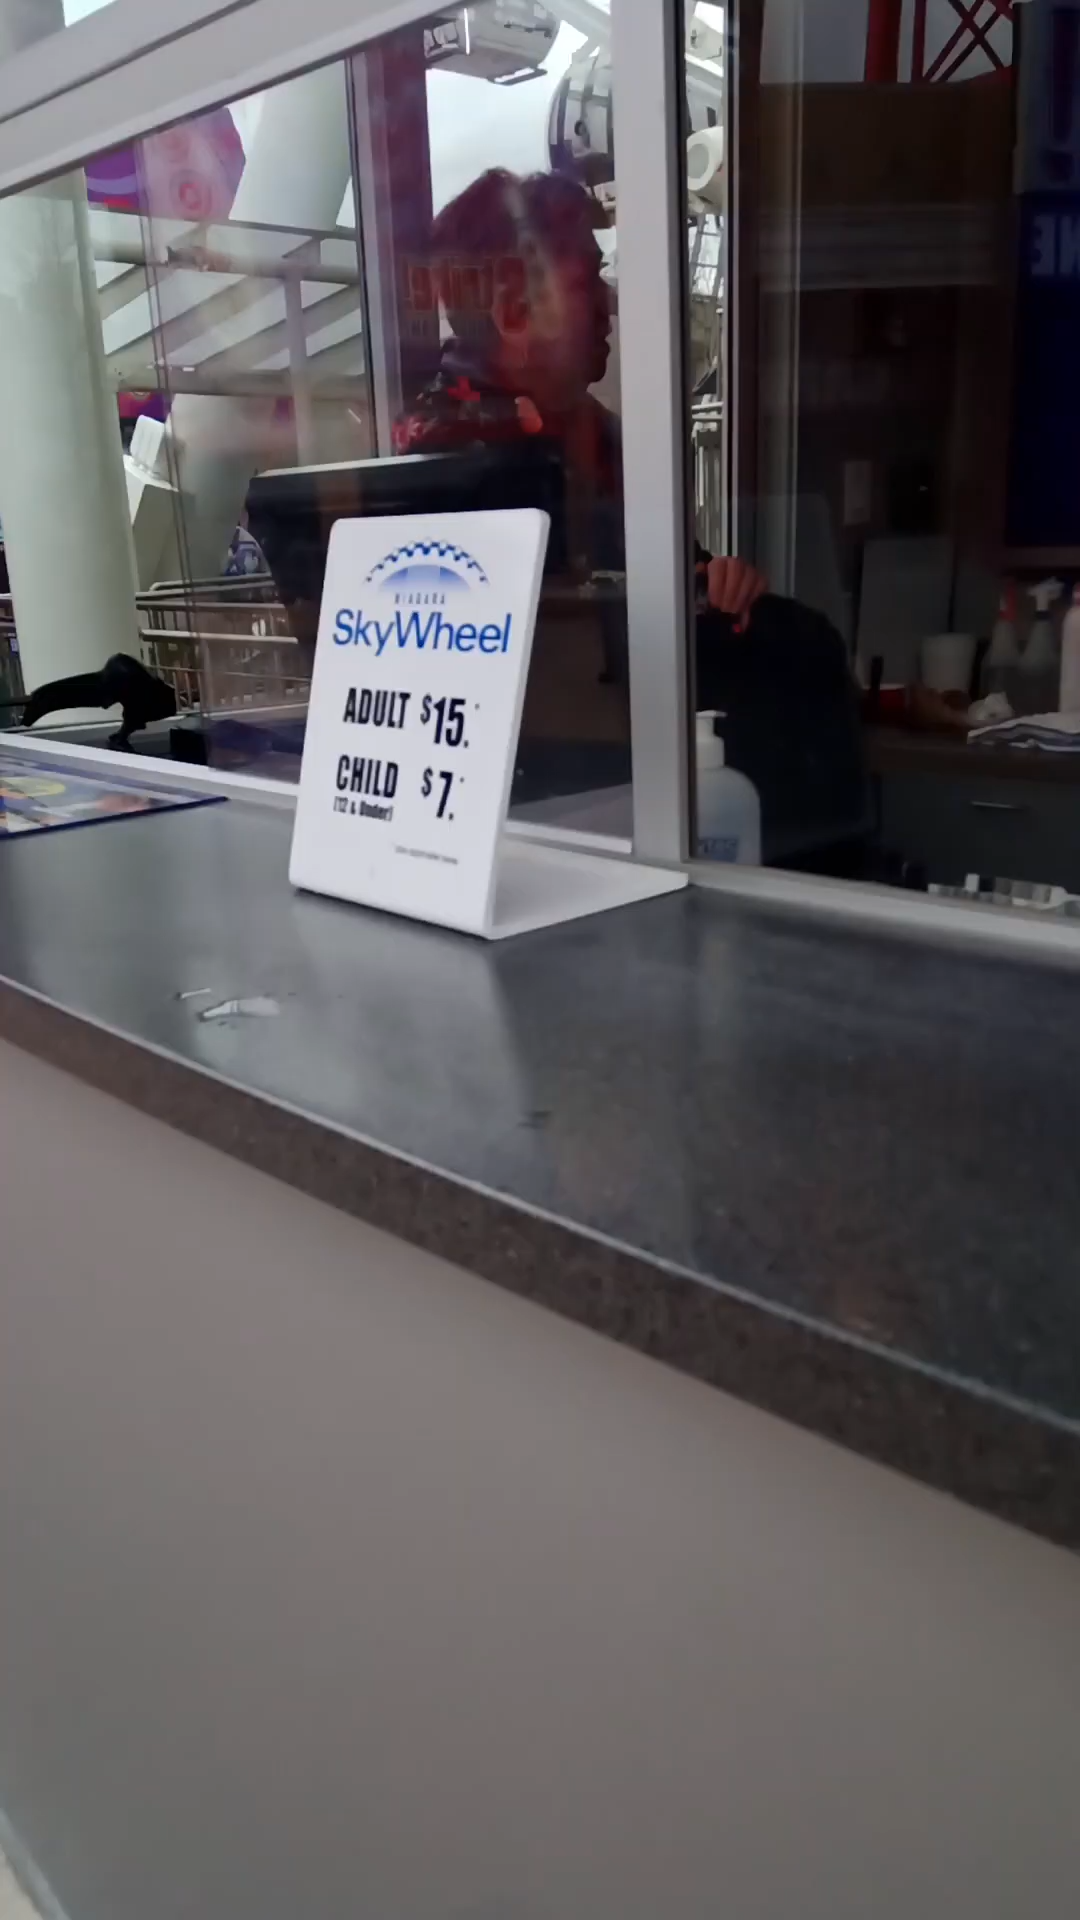 NIAGARA
SkyWheel
ADULT $15.*
CHILD $7.*
(12 & Under)